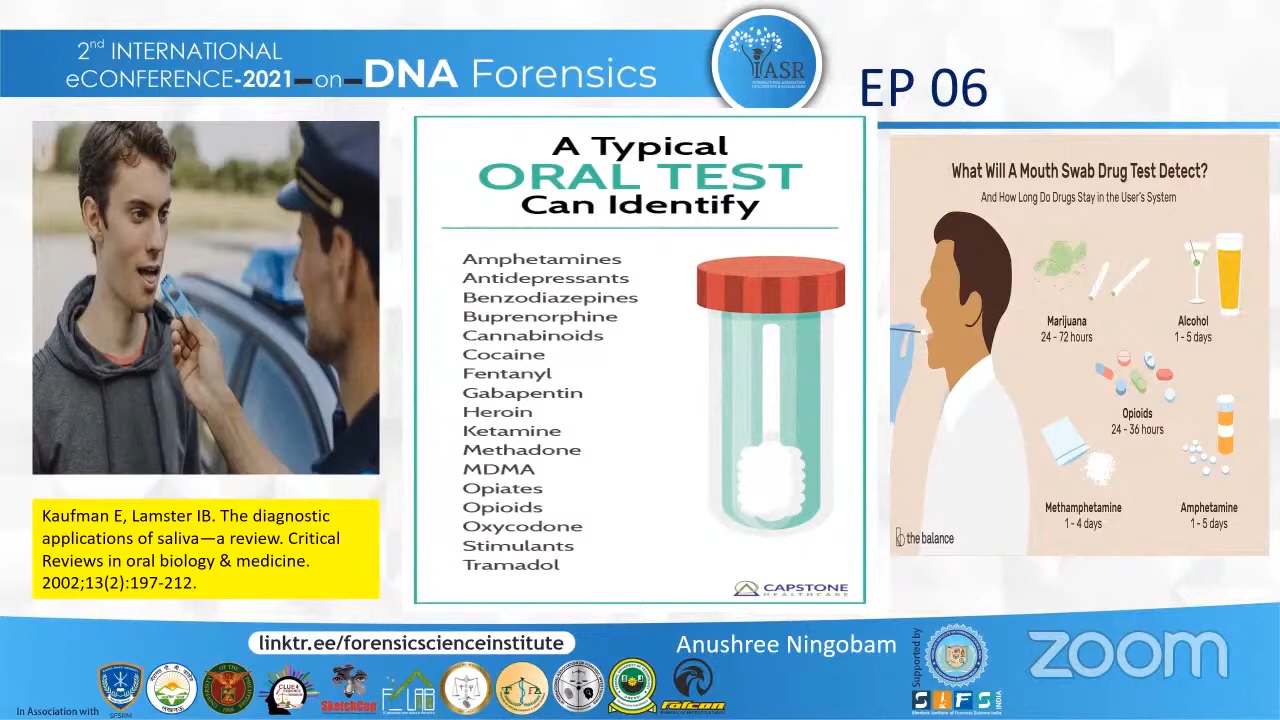 2nd INTERNATIONAL
eCONFERENCE-2021-on-DNA Forensics
IASR
EP 06
A Typical
ORAL TEST
Can Identify
Amphetamines
Antidepressants
Benzodiazepines
Buprenorphine
Cannabinoids
Cocaine
Fentanyl
Gabapentin
Heroin
Ketamine
Methadone
MDMA
Opiates
Opioids
Oxycodone
Stimulants
Tramadol
CAPSTONE
HEALTHCARE
What Will A Mouth Swab Drug Test Detect?
And How Long Do Drugs Stay in the User's System
Marijuana
24 - 72 hours
Alcohol
1 - 5 days
Opioids
24 - 36 hours
Methamphetamine
1 - 4 days
Amphetamine
1 - 5 days
the balance
Kaufman E, Lamster IB. The diagnostic
applications of saliva—a review. Critical
Reviews in oral biology & medicine.
2002;13(2):197-212.
linktr.ee/forensicscienceinstitute
Anushree Ningobam
Supported by
SIFS
INDIA
zoom
In Association with
SketchCop
falcon